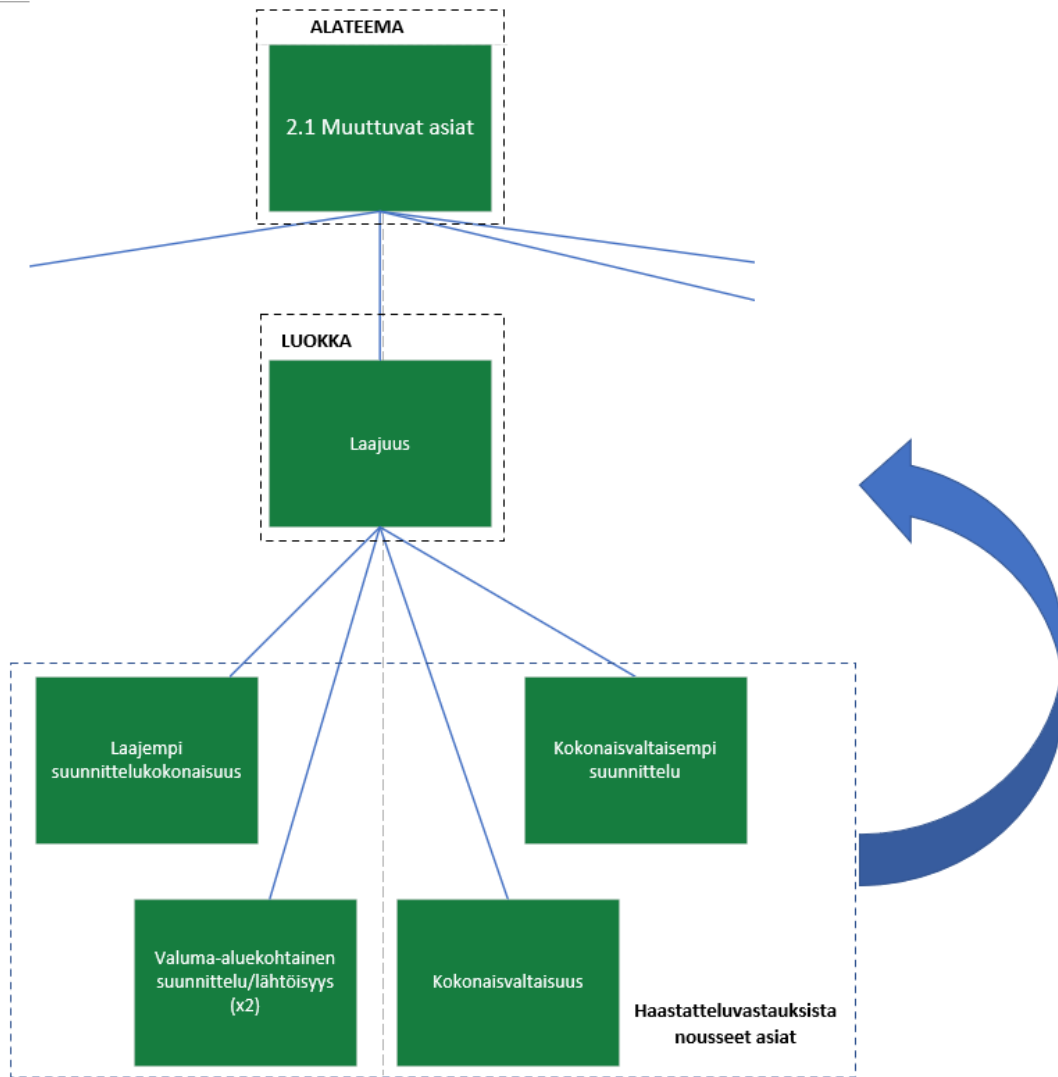 ALATEEMA
2.1 Muuttuvat asiat
LUOKKA
Laajuus
Laajempi
suunnittelukokonaisuus
Kokonaisvaltaisempi
suunnittelu
Valuma-aluekohtainen
suunnittelu/lähtöisyys
(x2)
Kokonaisvaltaisuus
Haastatteluvastauksista
nousseet asiat